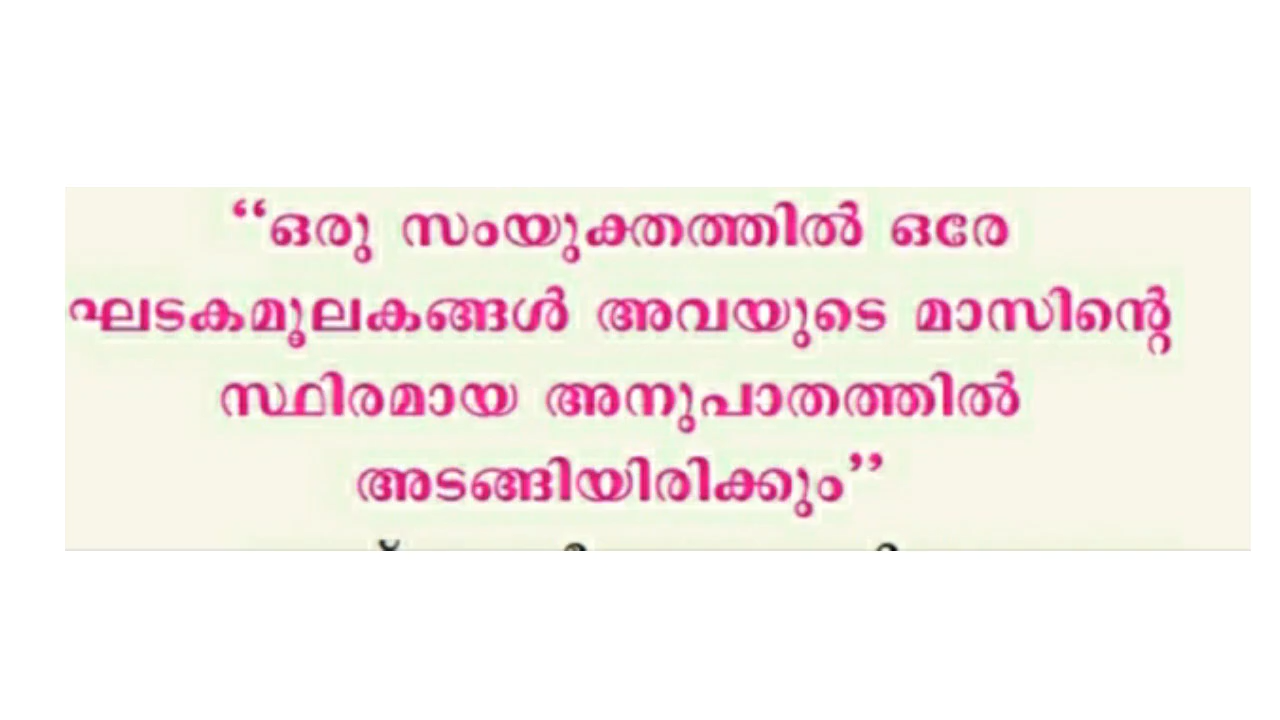 “ഒരു സംയുക്തത്തിൽ ഒരേ
ഘടകമൂലകങ്ങൾ അവയുടെ മാസിന്റെ
സ്ഥിരമായ അനുപാതത്തിൽ
അടങ്ങിയിരിക്കും”